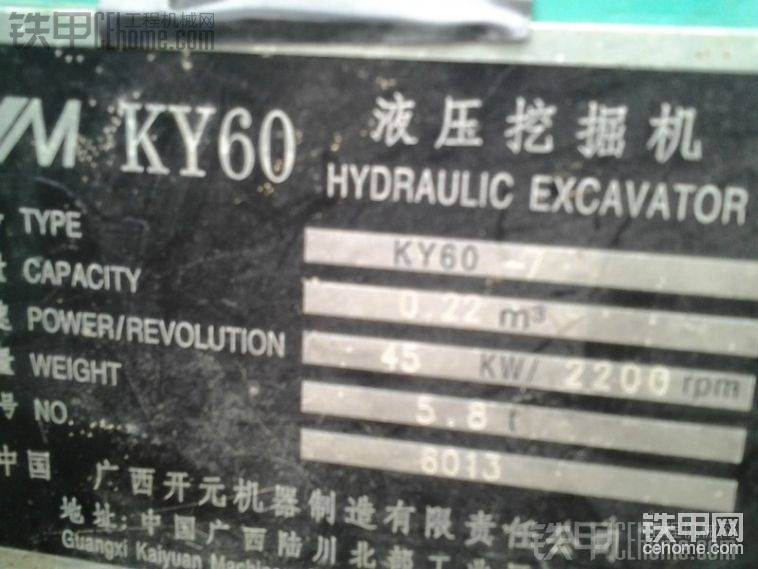 铁甲 工程机械网
cehome.com
KY60 液压挖掘机
HYDRAULIC EXCAVATOR
TYPE KY60
CAPACITY 0.22 m³
POWER/REVOLUTION 45 KW/ 2200 rpm
WEIGHT 5.8 t
号 NO. 6013
中国 广西开元机器制造有限责任公司
地址:中国广西陆川北部工业
Guangxi Kaiyuan Machin
铁甲网
cehome.com